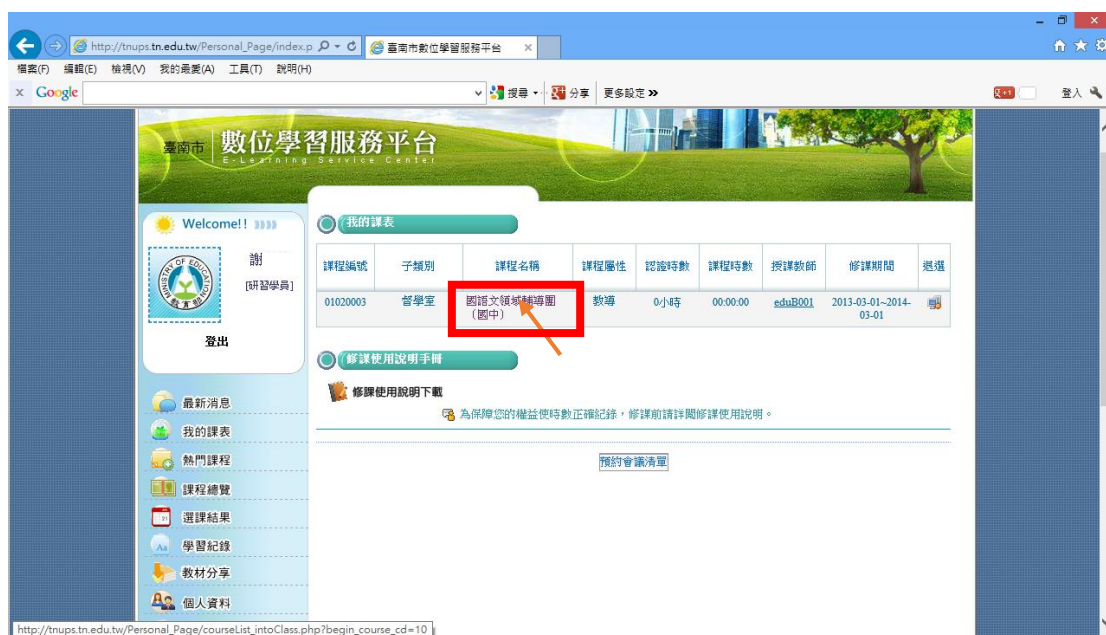 http://tnups.tn.edu.tw/Personal_Page/index.p
臺南市數位學習服務平台
檔案(F) 編輯(E) 檢視(V) 我的最愛(A) 工具(T) 說明(H)
x Google 搜尋 分享 更多設定 » g+1 登入
臺南市 數位學習服務平台
E-Learning Service Center
Welcome!!
謝
[研習學員]
登出
最新消息
我的課表
熱門課程
課程總覽
選課結果
學習紀錄
教材分享
個人資料
我的課表
課程編號 子類別 課程名稱 課程屬性 認證時數 課程時數 授課教師 修課期間 退選
01020003 督學室 國語文領域輔導團 教導 0小時 00:00:00 eduB001 2013-03-01~2014-
(國中) 03-01
修課使用說明手冊
修課使用說明下載
為保障您的權益使時數正確紀錄，修課前請詳閱修課使用說明。
預約會議清單
http://tnups.tn.edu.tw/Personal_Page/courseList_intoClass.php?begin_course_cd=10